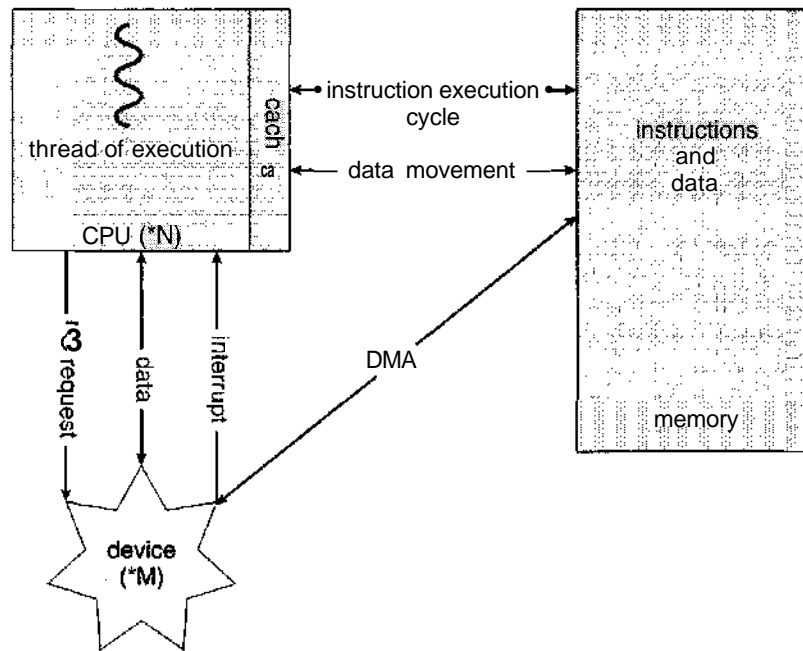 thread of execution
cach
CPU (*N)
instruction execution
cycle
data movement
instructions
and
data
memory
request
data
interrupt
DMA
device
(*M)